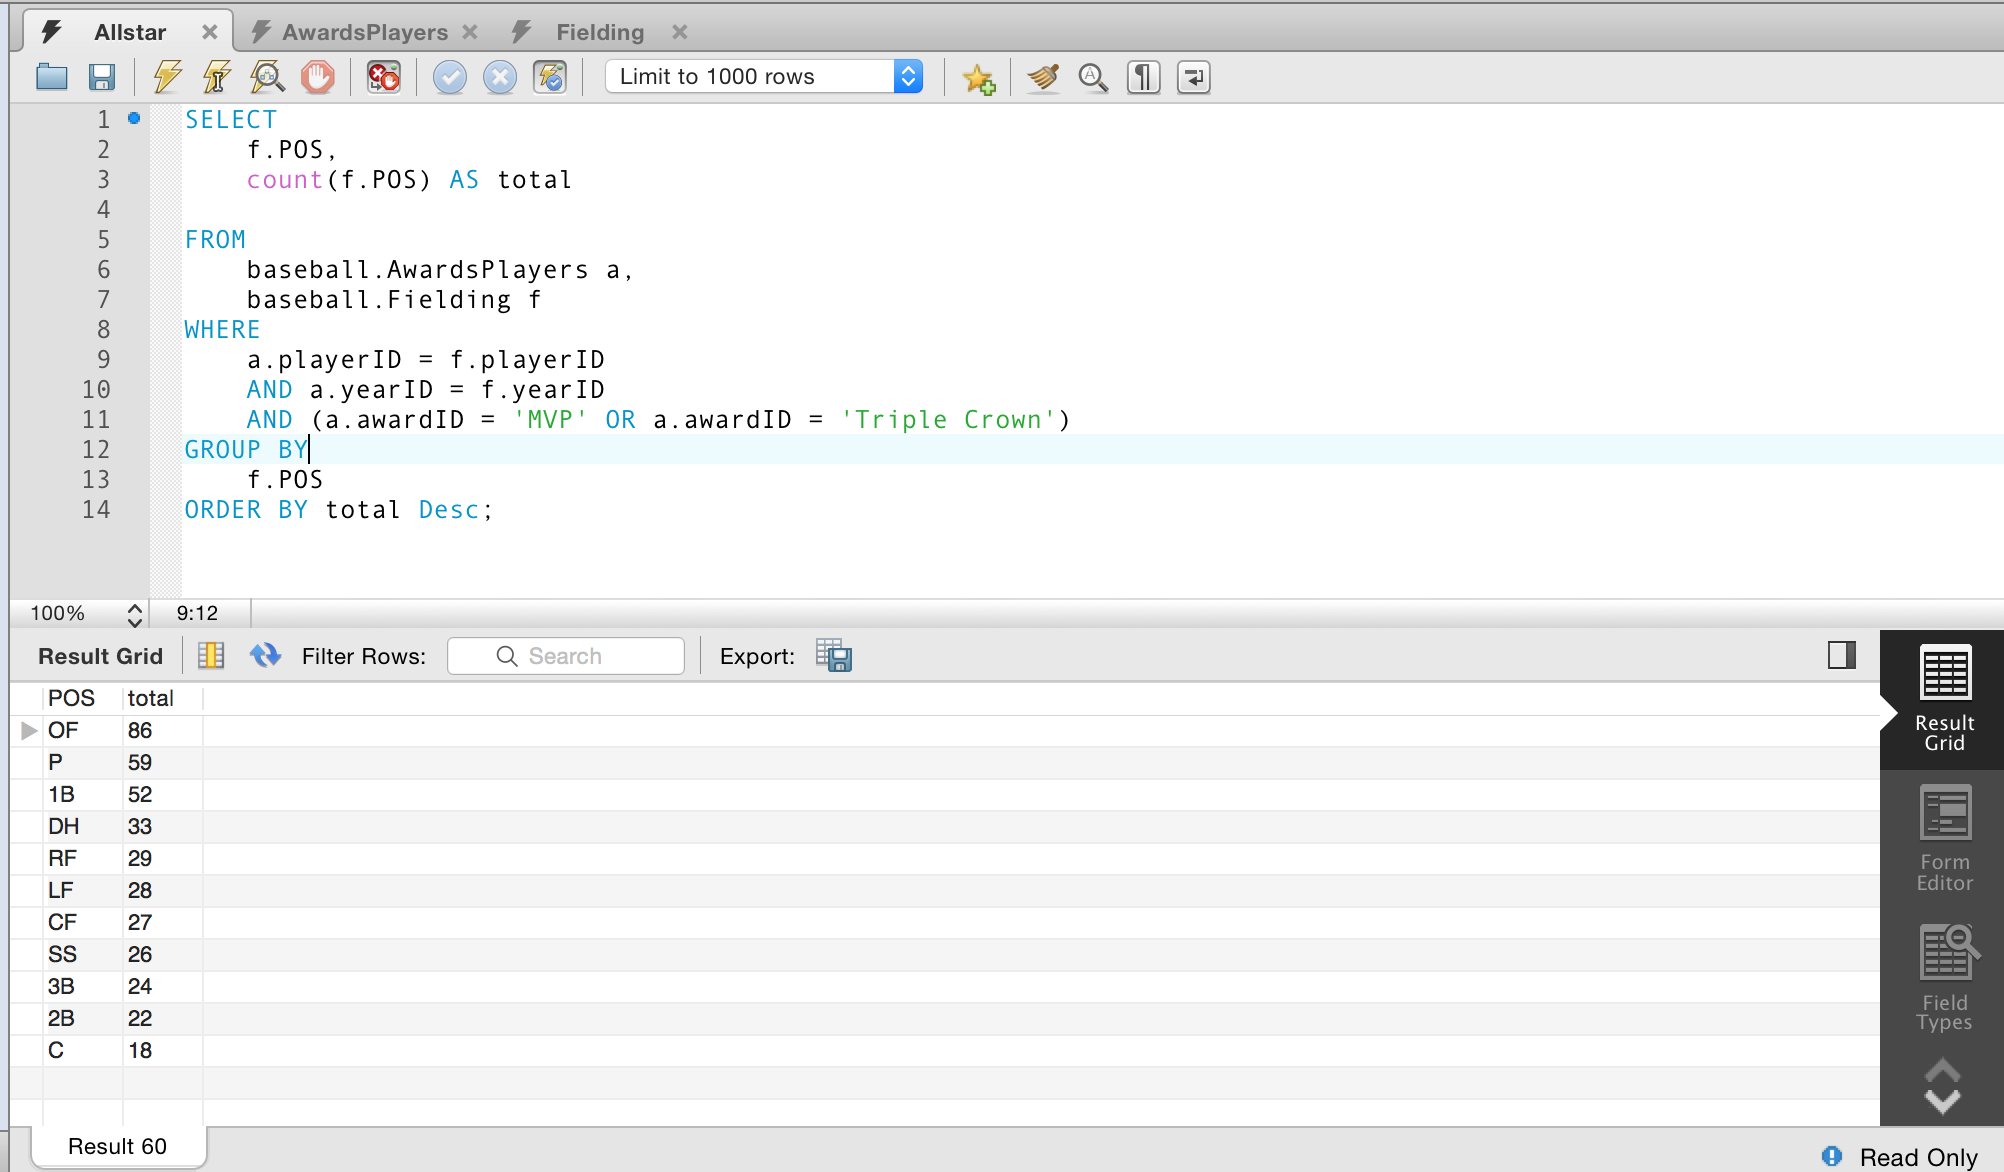 Allstar AwardsPlayers Fielding
Limit to 1000 rows
1 SELECT
2 f.POS,
3 count(f.POS) AS total
4
5 FROM
6 baseball.AwardsPlayers a,
7 baseball.Fielding f
8 WHERE
9 a.playerID = f.playerID
10 AND a.yearID = f.yearID
11 AND (a.awardID = 'MVP' OR a.awardID = 'Triple Crown')
12 GROUP BY
13 f.POS
14 ORDER BY total Desc;
100% 9:12
Result Grid Filter Rows: Search Export:
POS total
OF 86
P 59
1B 52
DH 33
RF 29
LF 28
CF 27
SS 26
3B 24
2B 22
C 18
Result
Grid
Form
Editor
Field
Types
Result 60
Read Only